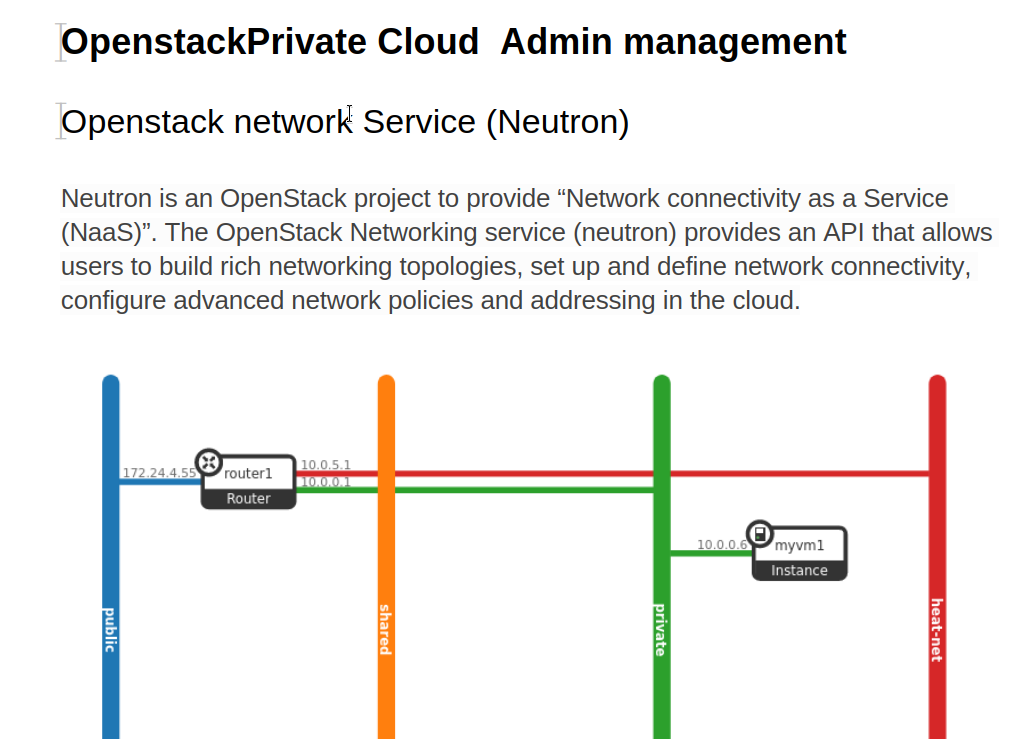 OpenstackPrivate Cloud  Admin management
Openstack network Service (Neutron)
Neutron is an OpenStack project to provide “Network connectivity as a Service
(NaaS)”. The OpenStack Networking service (neutron) provides an API that allows
users to build rich networking topologies, set up and define network connectivity,
configure advanced network policies and addressing in the cloud.
172.24.4.55
router1
Router
10.0.5.1
10.0.0.1
10.0.0.6
myvm1
Instance
public
shared
private
heat-net